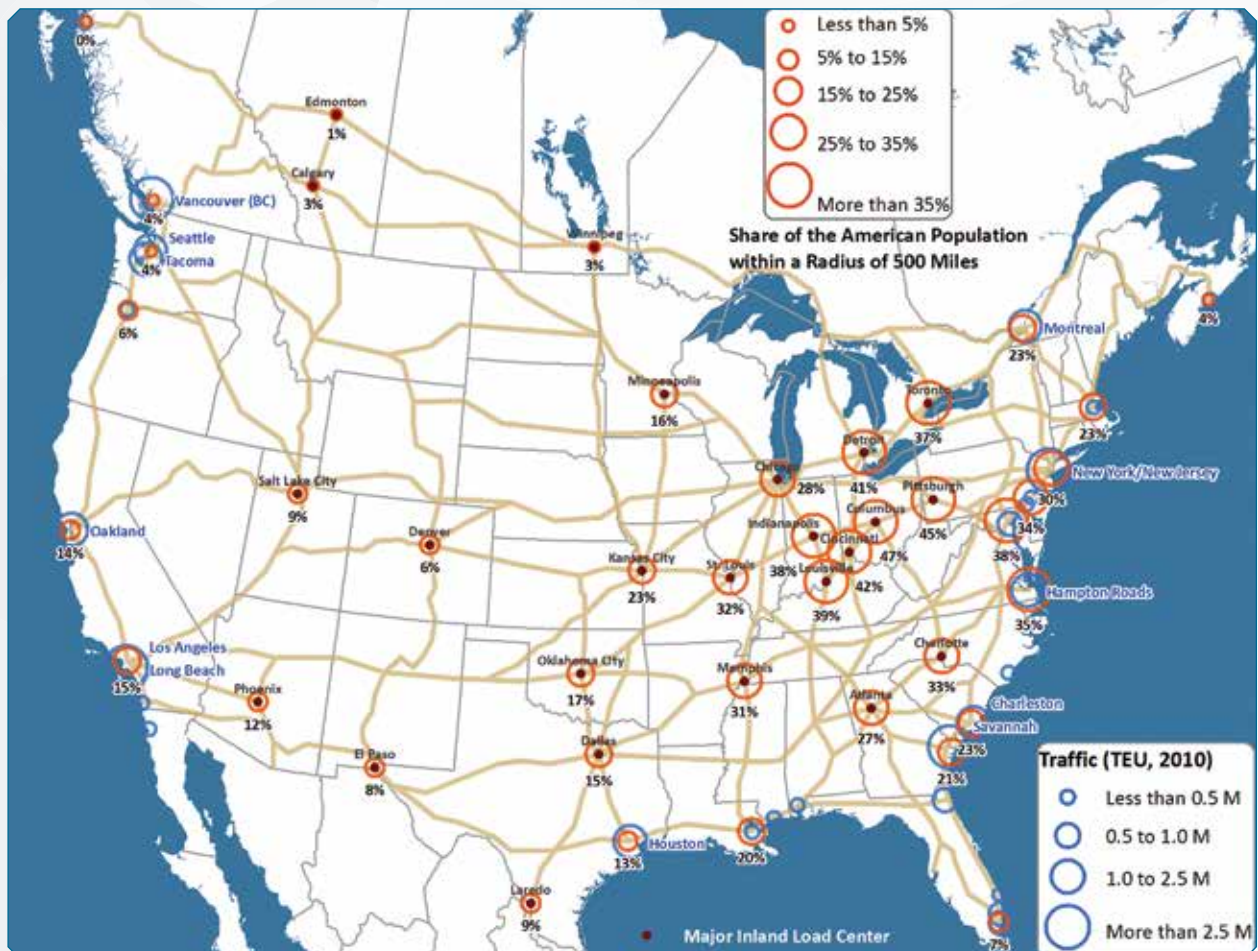 Less than 5%
5% to 15%
15% to 25%
25% to 35%
More than 35%
Share of the American Population
within a Radius of 500 Miles
0%
Edmonton
1%
Calgary
3%
Vancouver (BC)
4%
Winnipeg
3%
Seattle
Tacoma
4%
6%
4%
Montreal
23%
Minneapolis
16%
Toronto
37%
23%
Detroit
41%
Chicago
28%
New York/New Jersey
30%
Salt Lake City
9%
Pittsburgh
45%
34%
Columbus
47%
Indianapolis
38%
38%
Oakland
14%
Denver
6%
Cincinnati
42%
Kansas City
23%
St. Louis
32%
Louisville
39%
Hampton Roads
35%
Los Angeles
Long Beach
15%
Charlotte
33%
Oklahoma City
17%
Memphis
31%
Phoenix
12%
Atlanta
27%
Charleston
Savannah
23%
21%
El Paso
8%
Dallas
15%
Houston
13%
20%
Laredo
9%
7%
Major Inland Load Center
Traffic (TEU, 2010)
Less than 0.5 M
0.5 to 1.0 M
1.0 to 2.5 M
More than 2.5 M